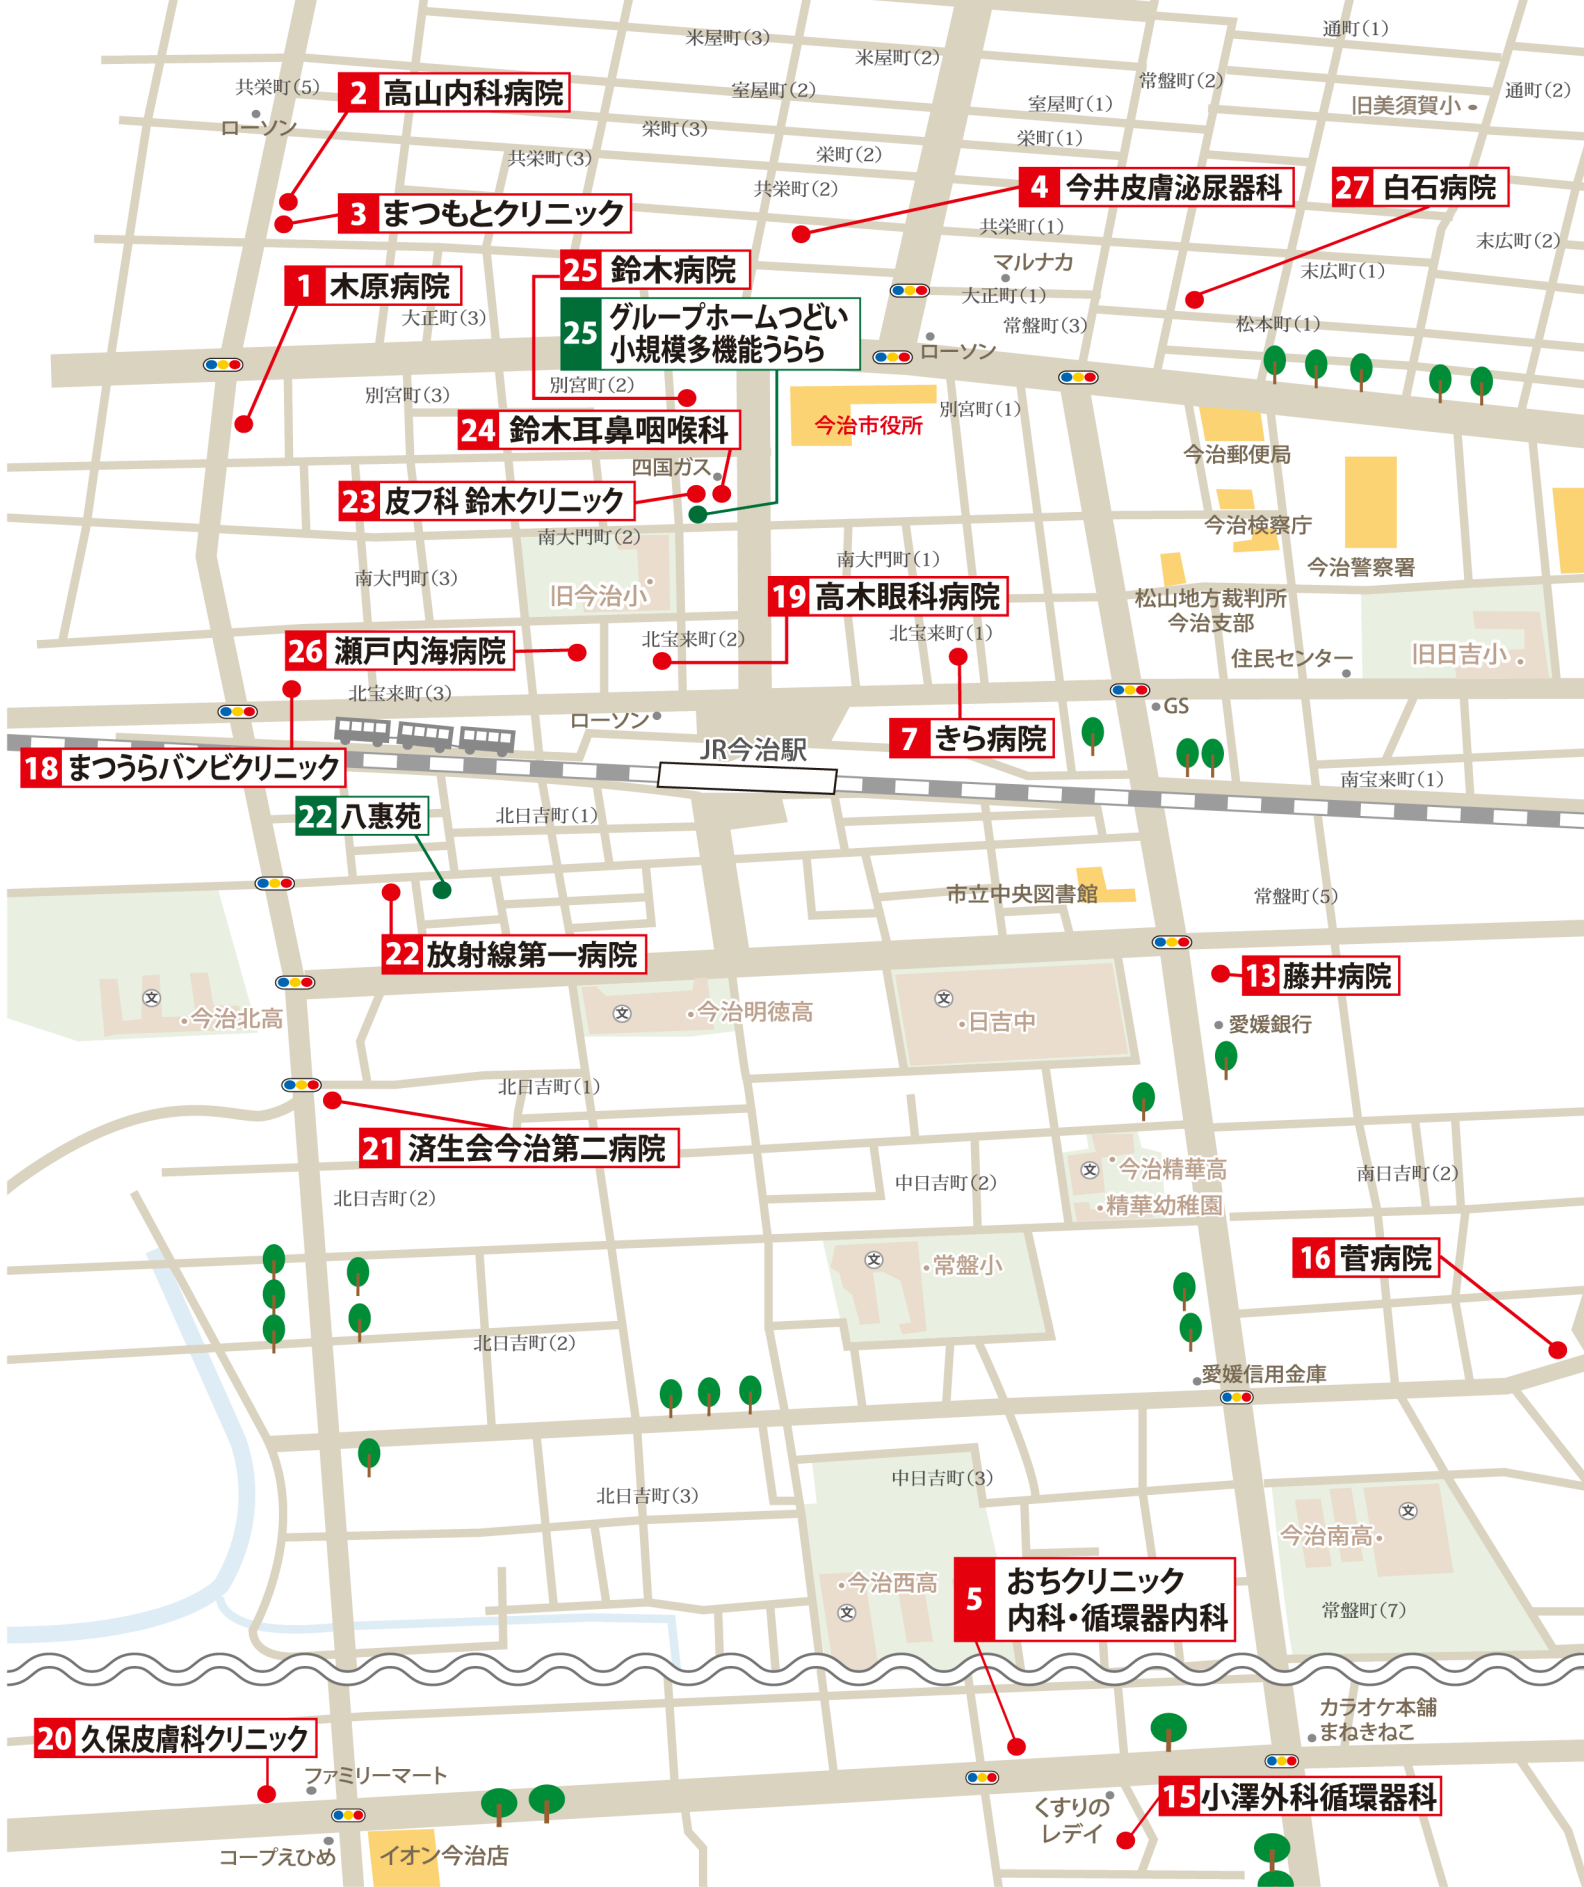 通町(1)
米屋町(3)
米屋町(2)
共栄町(5)
2 高山内科病院
室屋町(2)
常盤町(2)
通町(2)
室屋町(1)
旧美須賀小
ローソン
栄町(3)
栄町(1)
共栄町(3)
栄町(2)
共栄町(2)
4 今井皮膚泌尿器科
27 白石病院
3 まつもとクリニック
共栄町(1)
末広町(2)
マルナカ
25 鈴木病院
末広町(1)
1 木原病院
大正町(1)
大正町(3)
25 グループホームつどい
小規模多機能うらら
常盤町(3)
松本町(1)
ローソン
別宮町(3)
別宮町(2)
別宮町(1)
今治市役所
24 鈴木耳鼻咽喉科
今治郵便局
四国ガス
23 皮フ科 鈴木クリニック
今治検察庁
南大門町(2)
南大門町(1)
今治警察署
南大門町(3)
旧今治小
19 高木眼科病院
松山地方裁判所
今治支部
北宝来町(2)
北宝来町(1)
26 瀬戸内海病院
住民センター
旧日吉小
北宝来町(3)
ローソン
GS
7 きら病院
JR今治駅
18 まつうらバンビクリニック
南宝来町(1)
22 八恵苑
北日吉町(1)
市立中央図書館
常盤町(5)
22 放射線第一病院
13 藤井病院
文
文
文
今治北高
今治明徳高
日吉中
愛媛銀行
北日吉町(1)
21 済生会今治第二病院
文
今治精華高
中日吉町(2)
南日吉町(2)
北日吉町(2)
精華幼稚園
文
常盤小
16 菅病院
北日吉町(2)
愛媛信用金庫
中日吉町(3)
北日吉町(3)
文
今治南高
今治西高
文
5 おちクリニック
内科・循環器内科
常盤町(7)
カラオケ本舗
まねきねこ
20 久保皮膚科クリニック
ファミリーマート
15 小澤外科循環器科
くすりの
レデイ
コープえひめ
イオン今治店